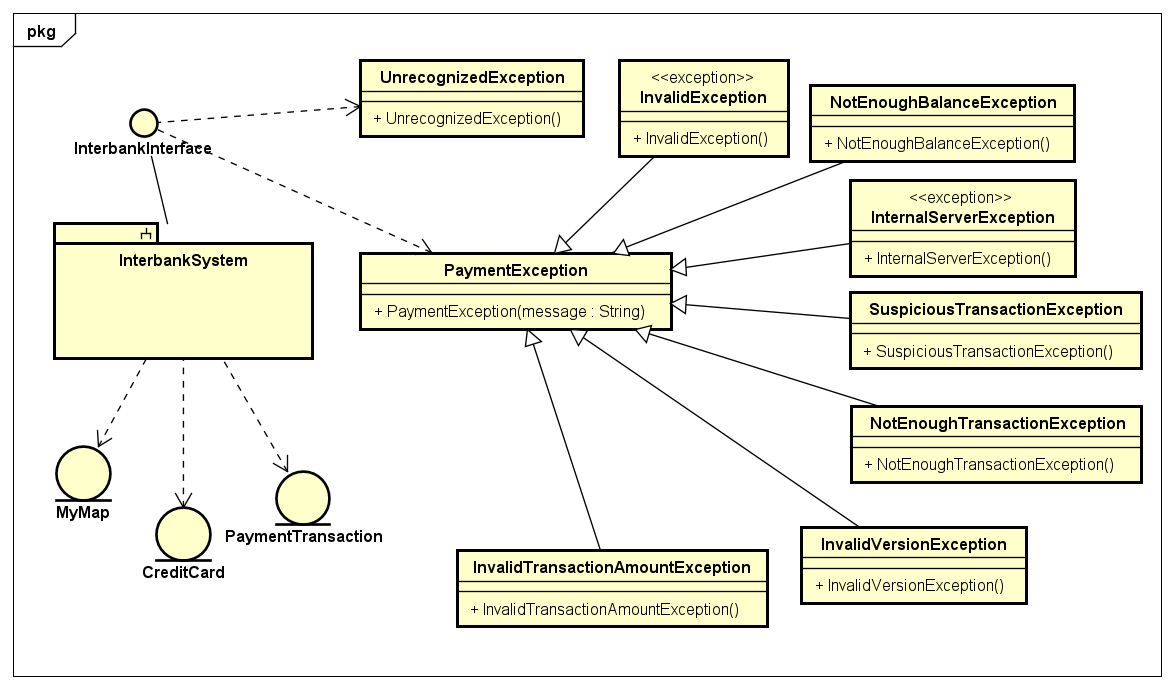 pkg
UnrecognizedException
+ UnrecognizedException()
<<exception>>
InvalidException
+ InvalidException()
NotEnoughBalanceException
+ NotEnoughBalanceException()
InterbankInterface
<<exception>>
InternalServerException
+ InternalServerException()
InterbankSystem
PaymentException
+ PaymentException(message : String)
SuspiciousTransactionException
+ SuspiciousTransactionException()
NotEnoughTransactionException
+ NotEnoughTransactionException()
MyMap
CreditCard
PaymentTransaction
InvalidTransactionAmountException
+ InvalidTransactionAmountException()
InvalidVersionException
+ InvalidVersionException()